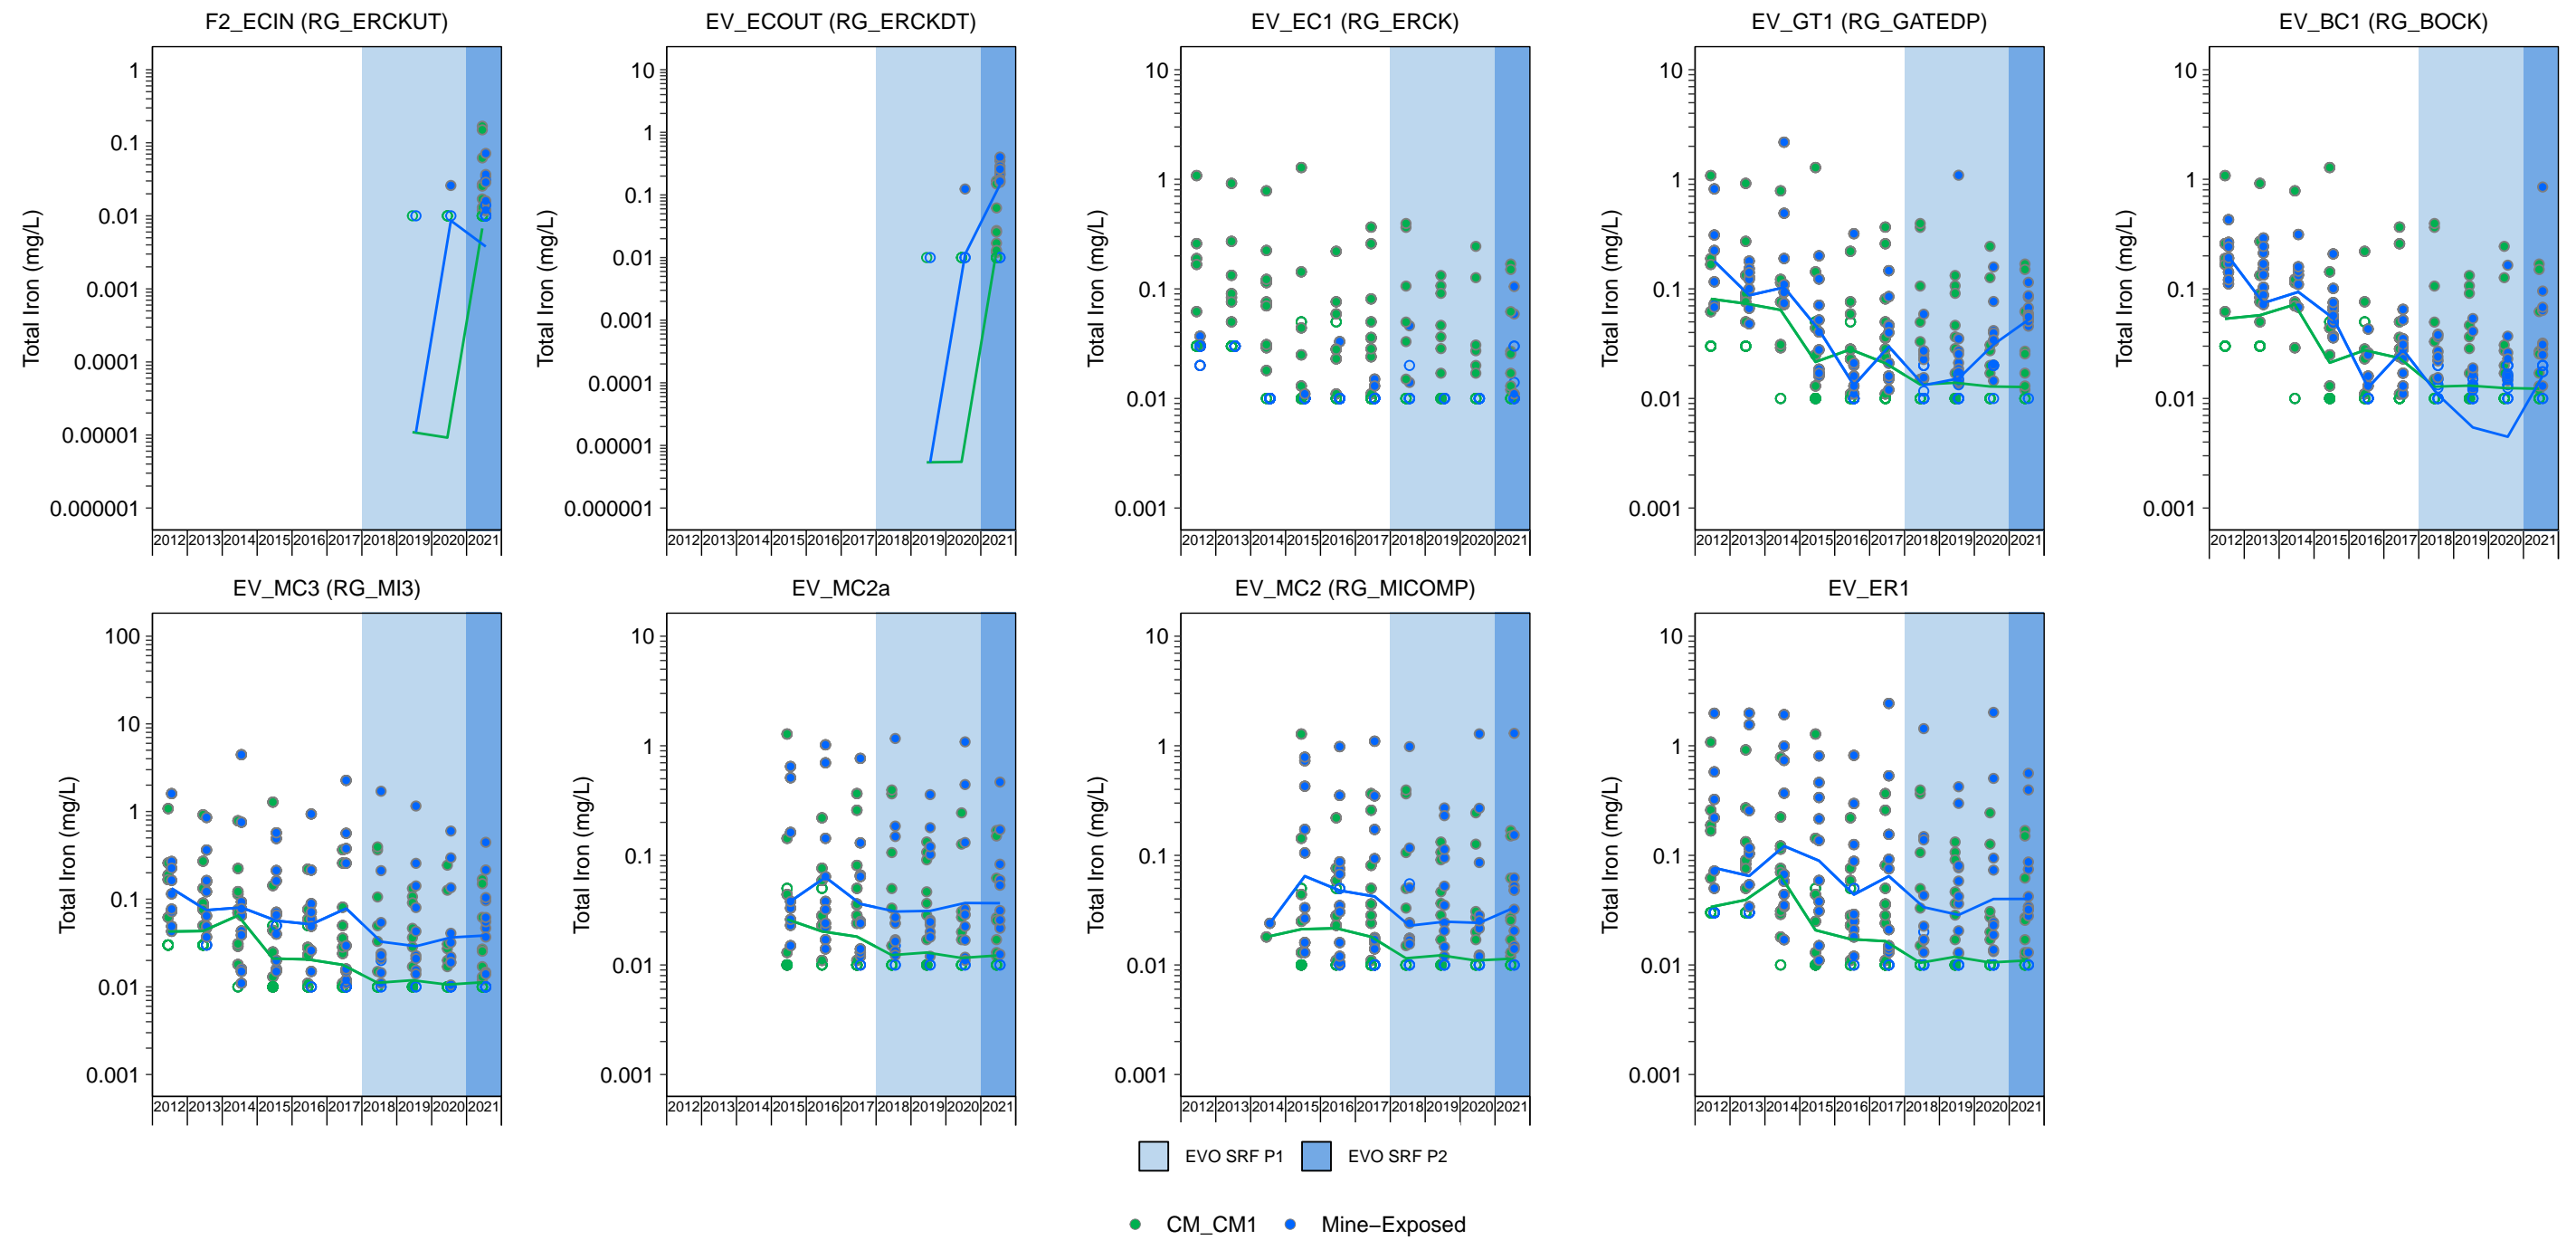 F2_ECIN (RG_ERCKUT)
Total Iron (mg/L)
1
0.1
0.01
0.001
0.0001
0.00001
0.000001
2012 2013 2014 2015 2016 2017 2018 2019 2020 2021
EV_ECOUT (RG_ERCKDT)
Total Iron (mg/L)
10
1
0.1
0.01
0.001
0.0001
0.00001
0.000001
2012 2013 2014 2015 2016 2017 2018 2019 2020 2021
EV_EC1 (RG_ERCK)
Total Iron (mg/L)
10
1
0.1
0.01
0.001
2012 2013 2014 2015 2016 2017 2018 2019 2020 2021
EV_GT1 (RG_GATEDP)
Total Iron (mg/L)
10
1
0.1
0.01
0.001
2012 2013 2014 2015 2016 2017 2018 2019 2020 2021
EV_BC1 (RG_BOCK)
Total Iron (mg/L)
10
1
0.1
0.01
0.001
2012 2013 2014 2015 2016 2017 2018 2019 2020 2021
EV_MC3 (RG_MI3)
Total Iron (mg/L)
100
10
1
0.1
0.01
0.001
2012 2013 2014 2015 2016 2017 2018 2019 2020 2021
EV_MC2a
Total Iron (mg/L)
10
1
0.1
0.01
0.001
2012 2013 2014 2015 2016 2017 2018 2019 2020 2021
EV_MC2 (RG_MICOMP)
Total Iron (mg/L)
10
1
0.1
0.01
0.001
2012 2013 2014 2015 2016 2017 2018 2019 2020 2021
EV_ER1
Total Iron (mg/L)
10
1
0.1
0.01
0.001
2012 2013 2014 2015 2016 2017 2018 2019 2020 2021
EVO SRF P1 EVO SRF P2
CM_CM1 Mine−Exposed